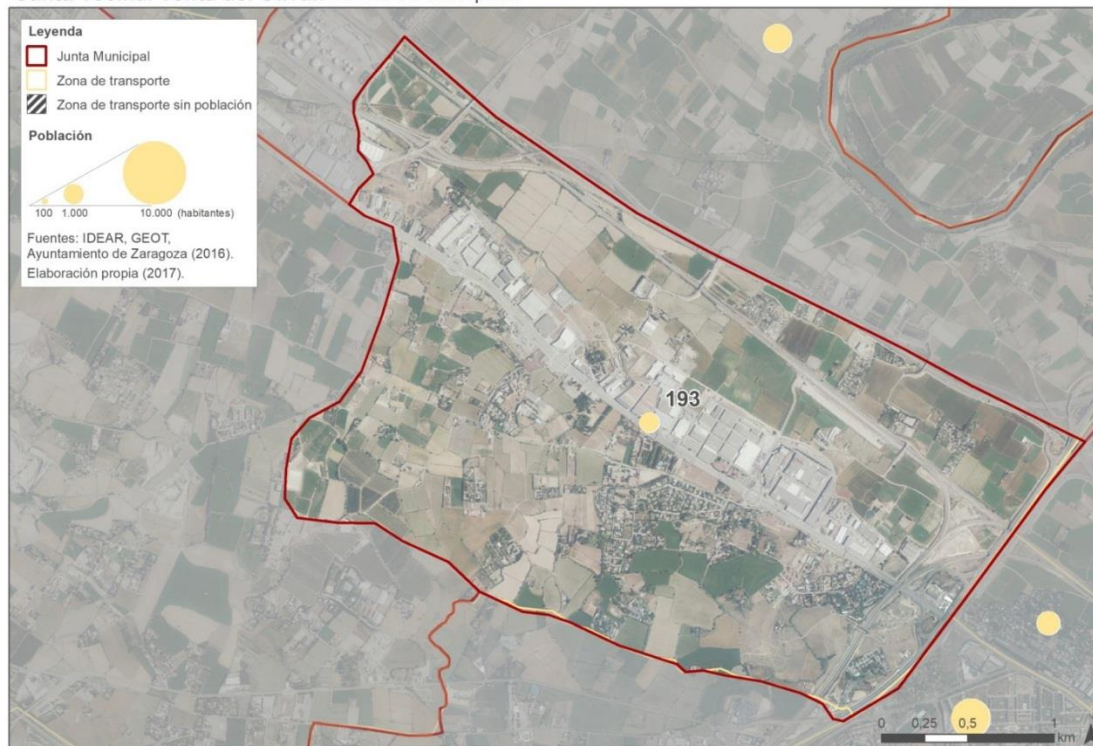 Leyenda
Junta Municipal
Zona de transporte
Zona de transporte sin población
Población
100 1.000 10.000 (habitantes)
Fuentes: IDEAR, GEOT,
Ayuntamiento de Zaragoza (2016).
Elaboración propia (2017).
193
0 0,25 0,5 1
km